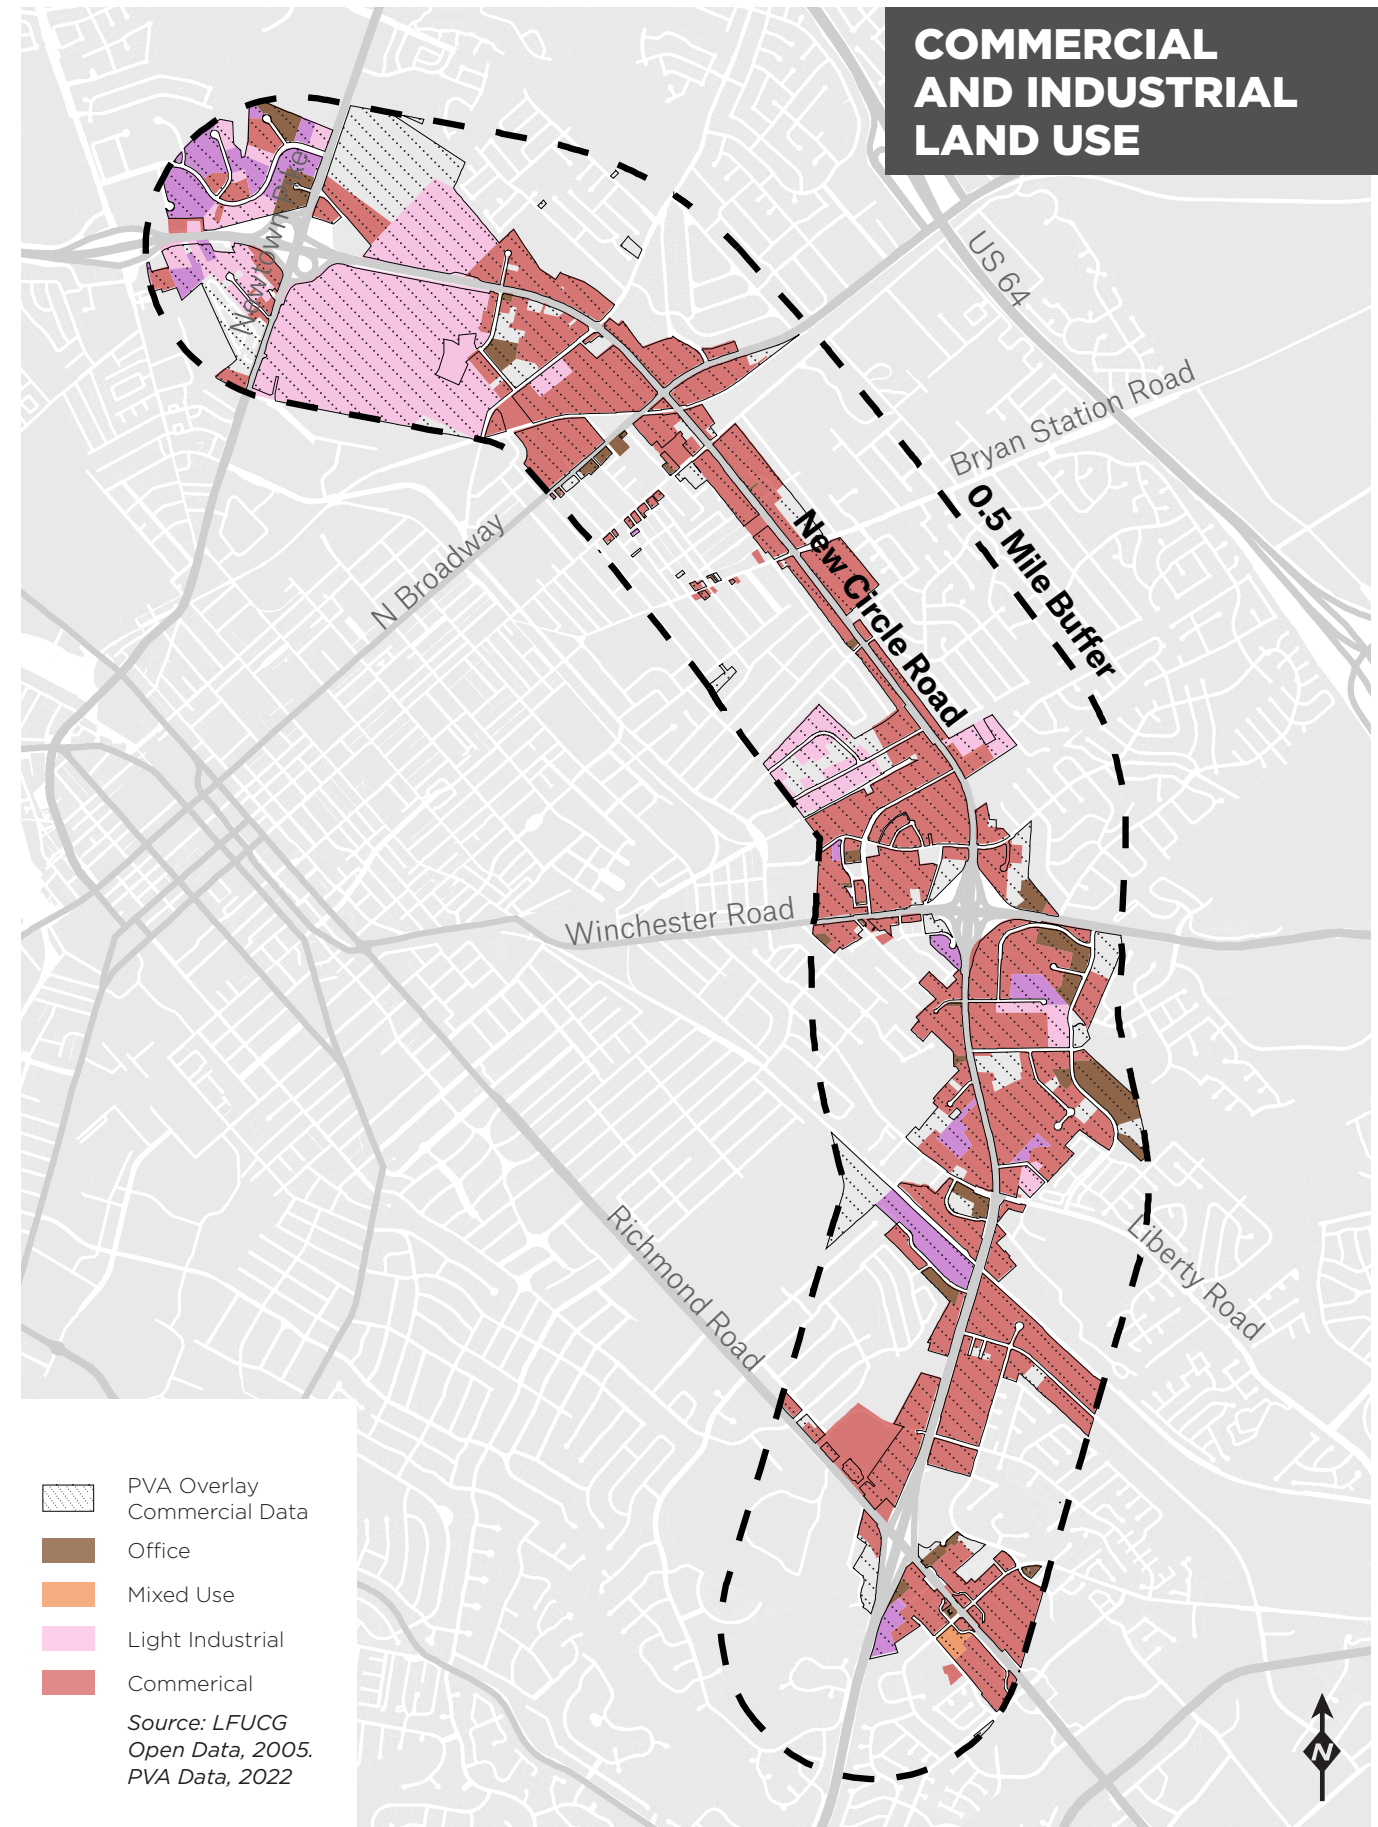 COMMERCIAL
AND INDUSTRIAL
LAND USE
Newtown Pike
US 64
Bryan Station Road
0.5 Mile Buffer
New Circle Road
N Broadway
Winchester Road
Richmond Road
Liberty Road
PVA Overlay
Commercial Data
Office
Mixed Use
Light Industrial
Commerical
Source: LFUCG
Open Data, 2005.
PVA Data, 2022
N